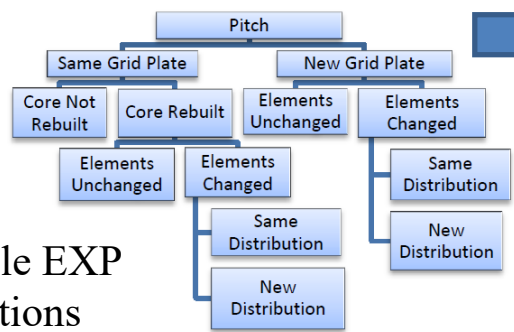 Pitch
Same Grid Plate
New Grid Plate
Core Not
Rebuilt
Core Rebuilt
Elements
Unchanged
Elements
Changed
Elements
Unchanged
Elements
Changed
Same
Distribution
New
Distribution
Same
Distribution
New
Distribution
le EXP
tions